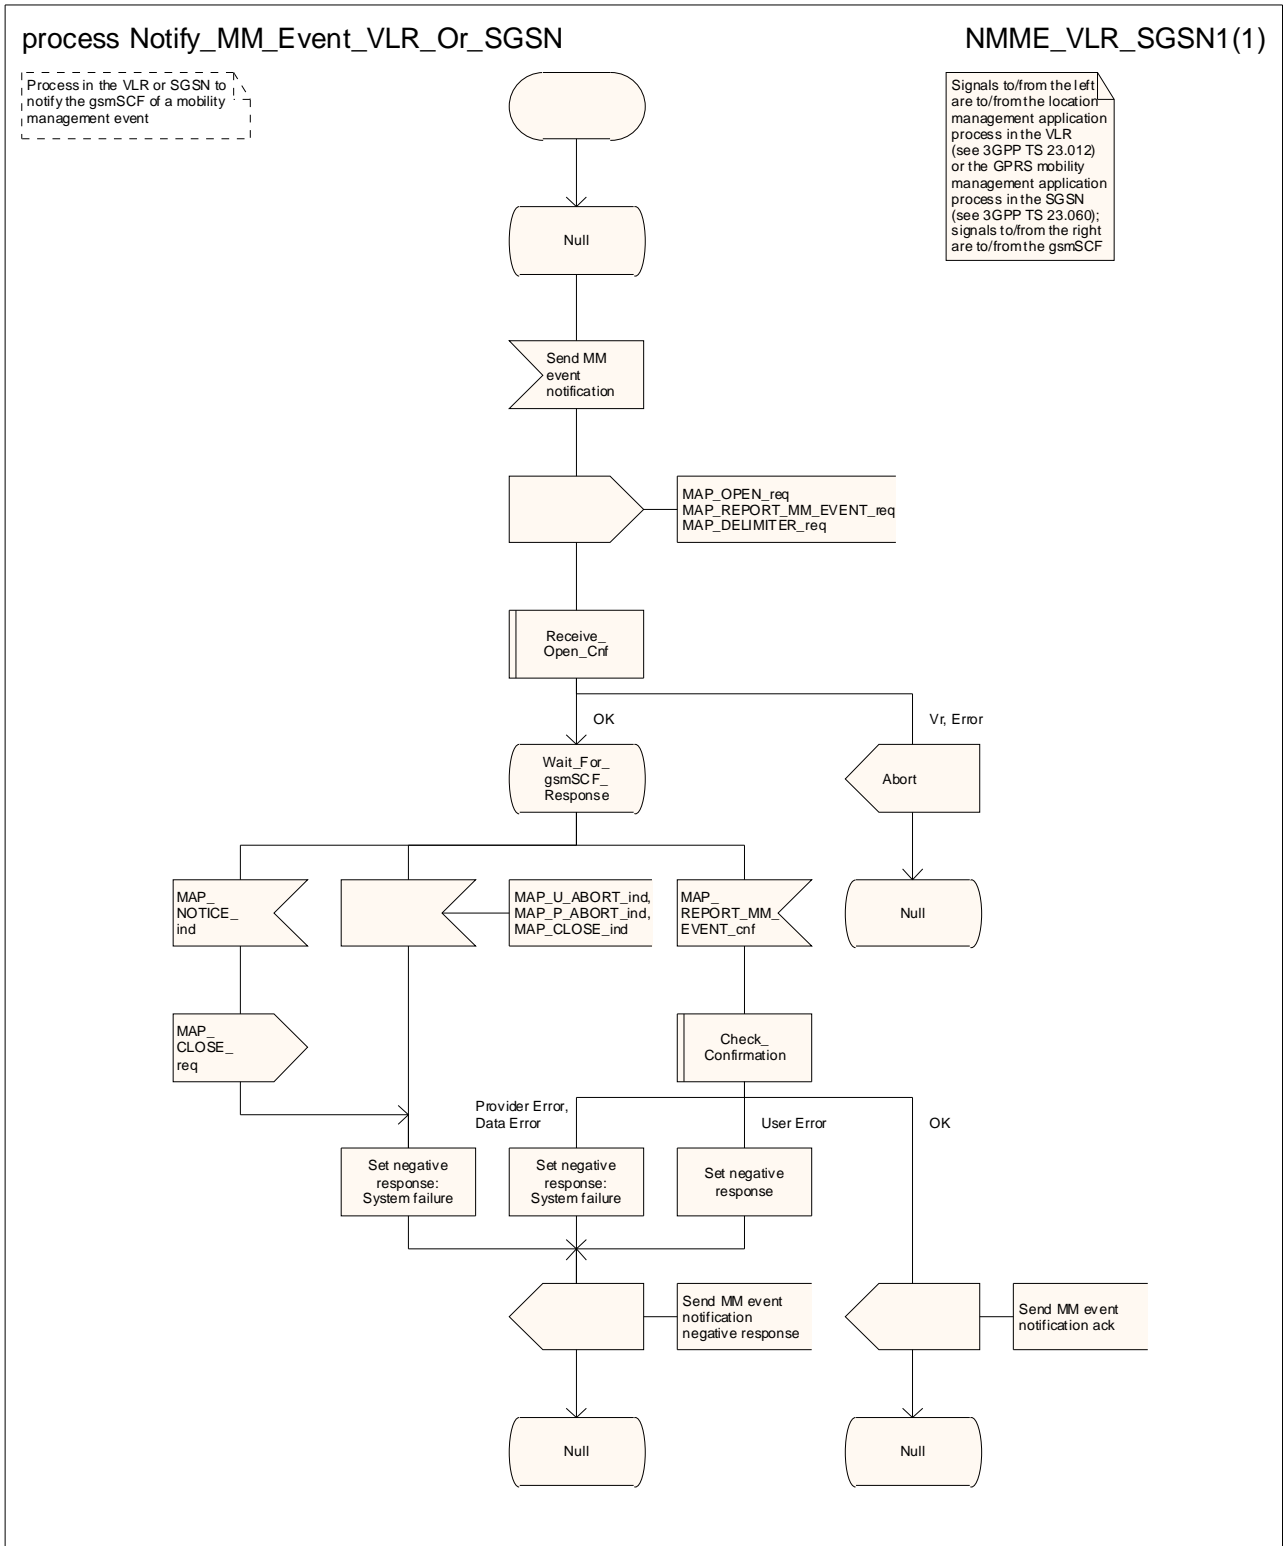 process Notify_MM_Event_VLR_Or_SGSN
NMME_VLR_SGSN1(1)
Process in the VLR or SGSN to
notify the gsmSCF of a mobility
management event
Signals to/from the left
are to/from the location
management application
process in the VLR
(see 3GPP TS 23.012)
or the GPRS mobility
management application
process in the SGSN
(see 3GPP TS 23.060);
signals to/from the right
are to/from the gsmSCF
Null
Send MM
event
notification
MAP_OPEN_req
MAP_REPORT_MM_EVENT_req
MAP_DELIMITER_req
Receive_
Open_Cnf
OK
Vr, Error
Wait_For_
gsmSCF_
Response
Abort
MAP_
NOTICE_
ind
MAP_U_ABORT_ind,
MAP_P_ABORT_ind,
MAP_CLOSE_ind
MAP_
REPORT_MM_
EVENT_cnf
Null
MAP_
CLOSE_
req
Check_
Confirmation
Provider Error,
Data Error
User Error
OK
Set negative
response:
System failure
Set negative
response:
System failure
Set negative
response
Send MM event
notification
negative response
Send MM event
notification ack
Null
Null